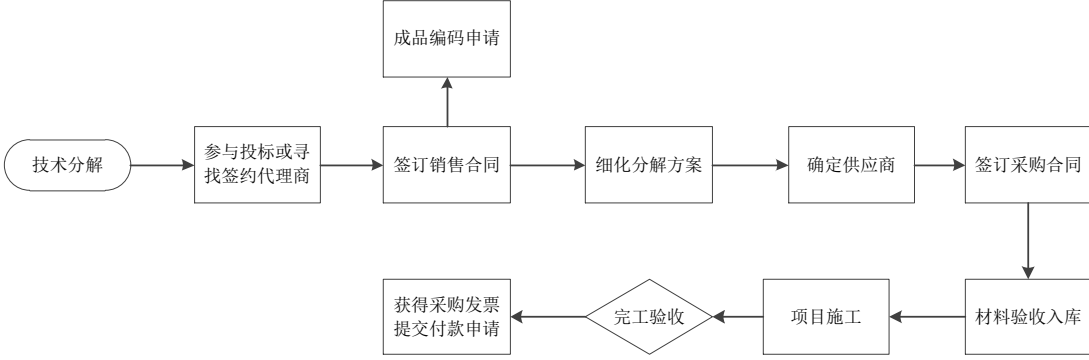 成品编码申请
技术分解
参与投标或寻
找签约代理商
签订销售合同
细化分解方案
确定供应商
签订采购合同
获得采购发票
提交付款申请
完工验收
项目施工
材料验收入库